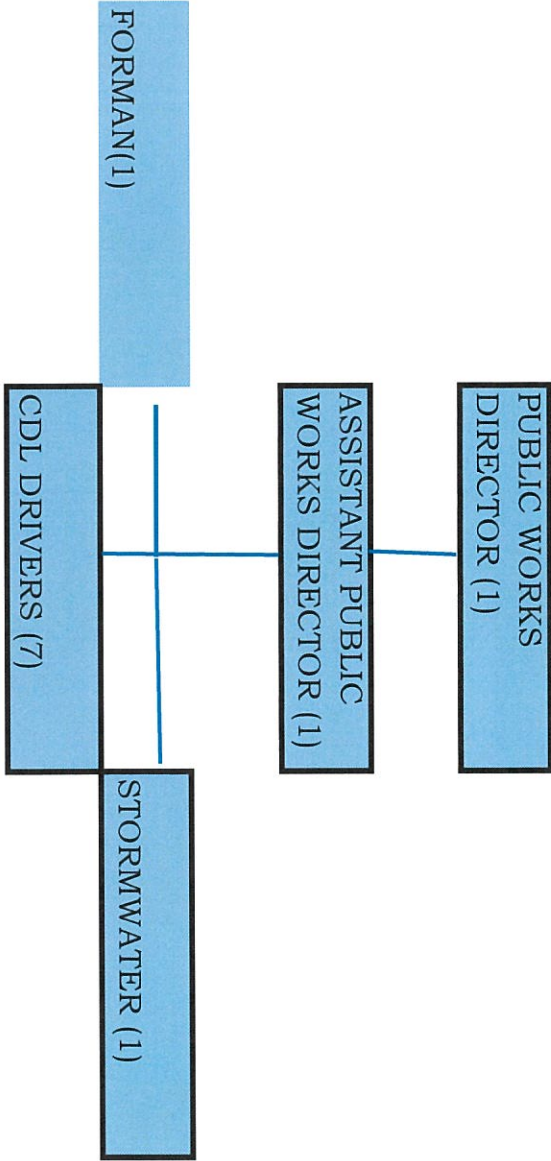 PUBLIC WORKS
DIRECTOR (1)
ASSISTANT PUBLIC
WORKS DIRECTOR (1)
FORMAN(1)
STORMWATER (1)
CDL DRIVERS (7)